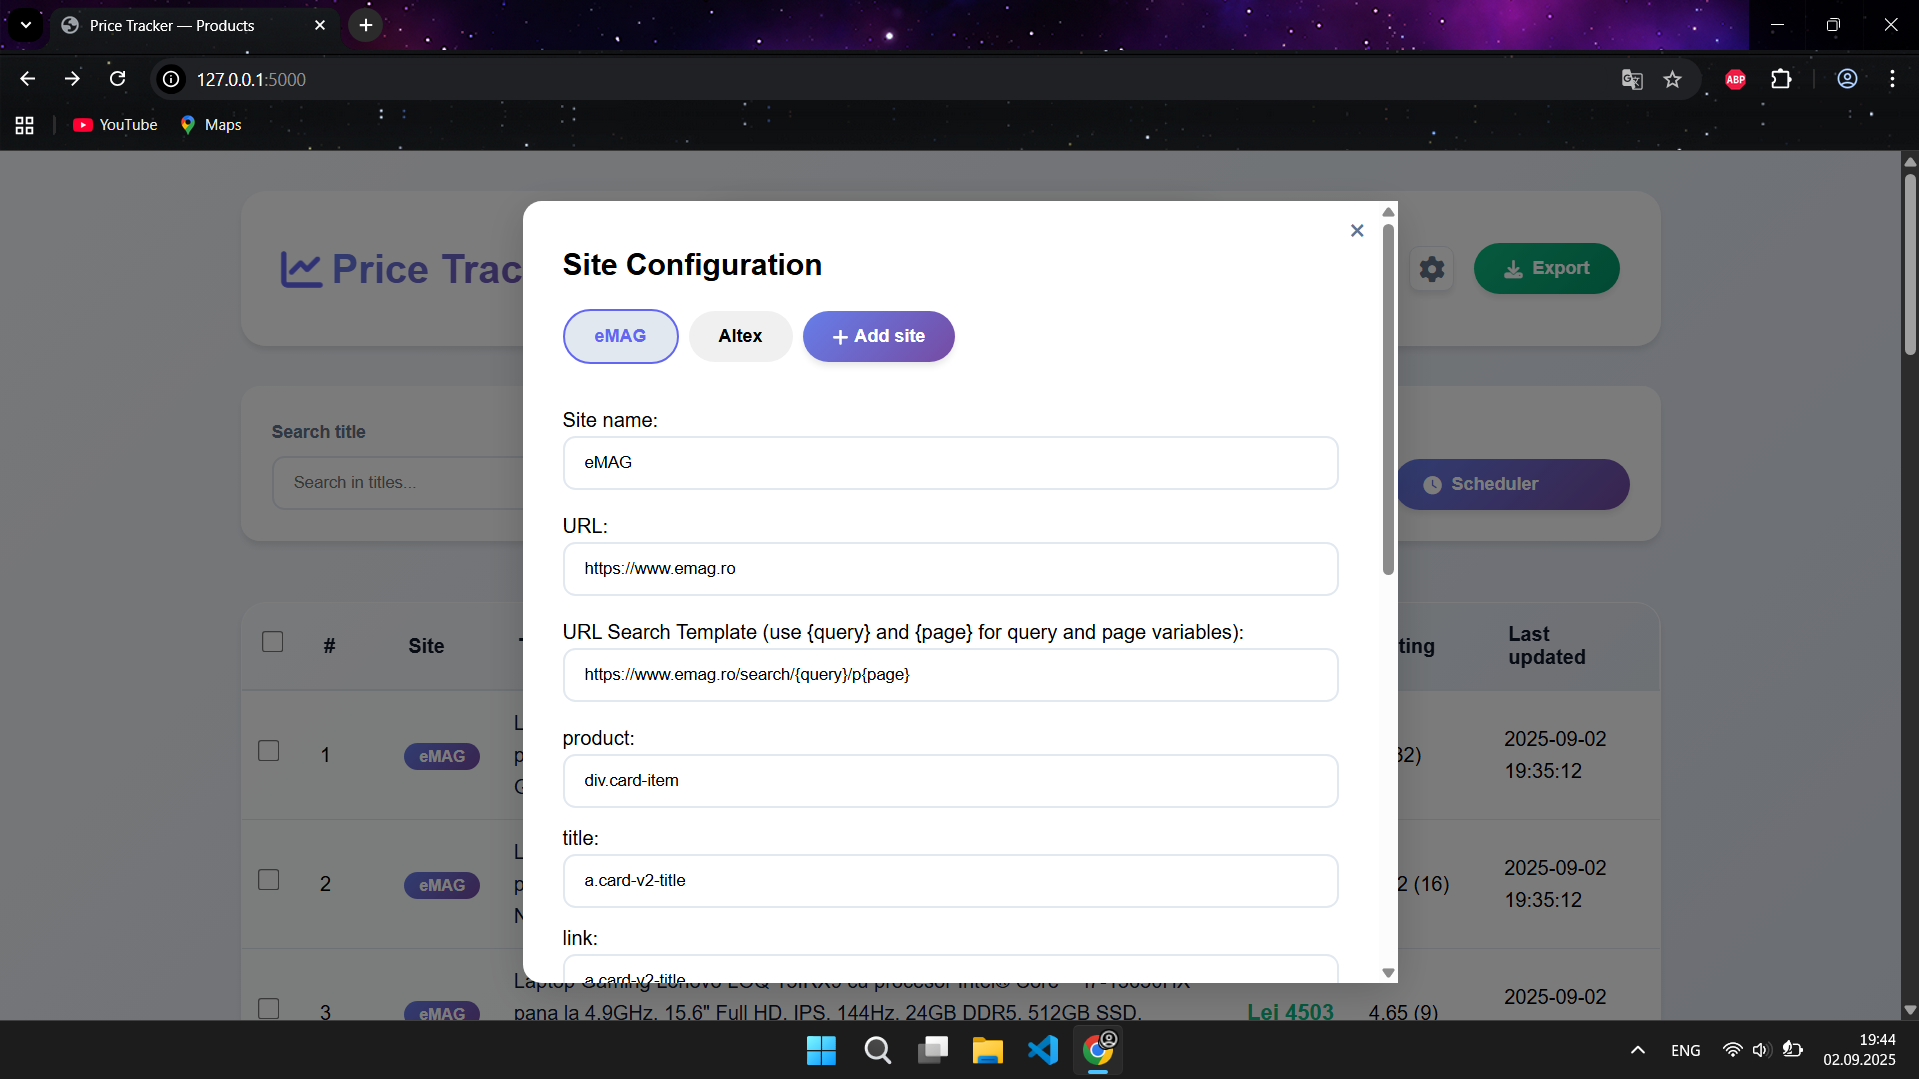 Price Tracker — Products
127.0.0.1:5000
ABP
YouTube
Maps
Price Trac
Export
Site Configuration
eMAG
Altex
+ Add site
Search title
Search in titles...
Scheduler
Site name:
eMAG
URL:
https://www.emag.ro
URL Search Template (use {query} and {page} for query and page variables):
https://www.emag.ro/search/{query}/p{page}
product:
div.card-item
title:
a.card-v2-title
link:
a.card-v2-title
# Site ting Last updated
1 eMAG 32) 2025-09-02
19:35:12
2 eMAG 2 (16) 2025-09-02
19:35:12
3 eMAG pana la 4.9GHz, 15.6" Full HD, IPS, 144Hz, 24GB DDR5, 512GB SSD, Lei 4503 4.65 (9) 2025-09-02
ENG
19:44
02.09.2025